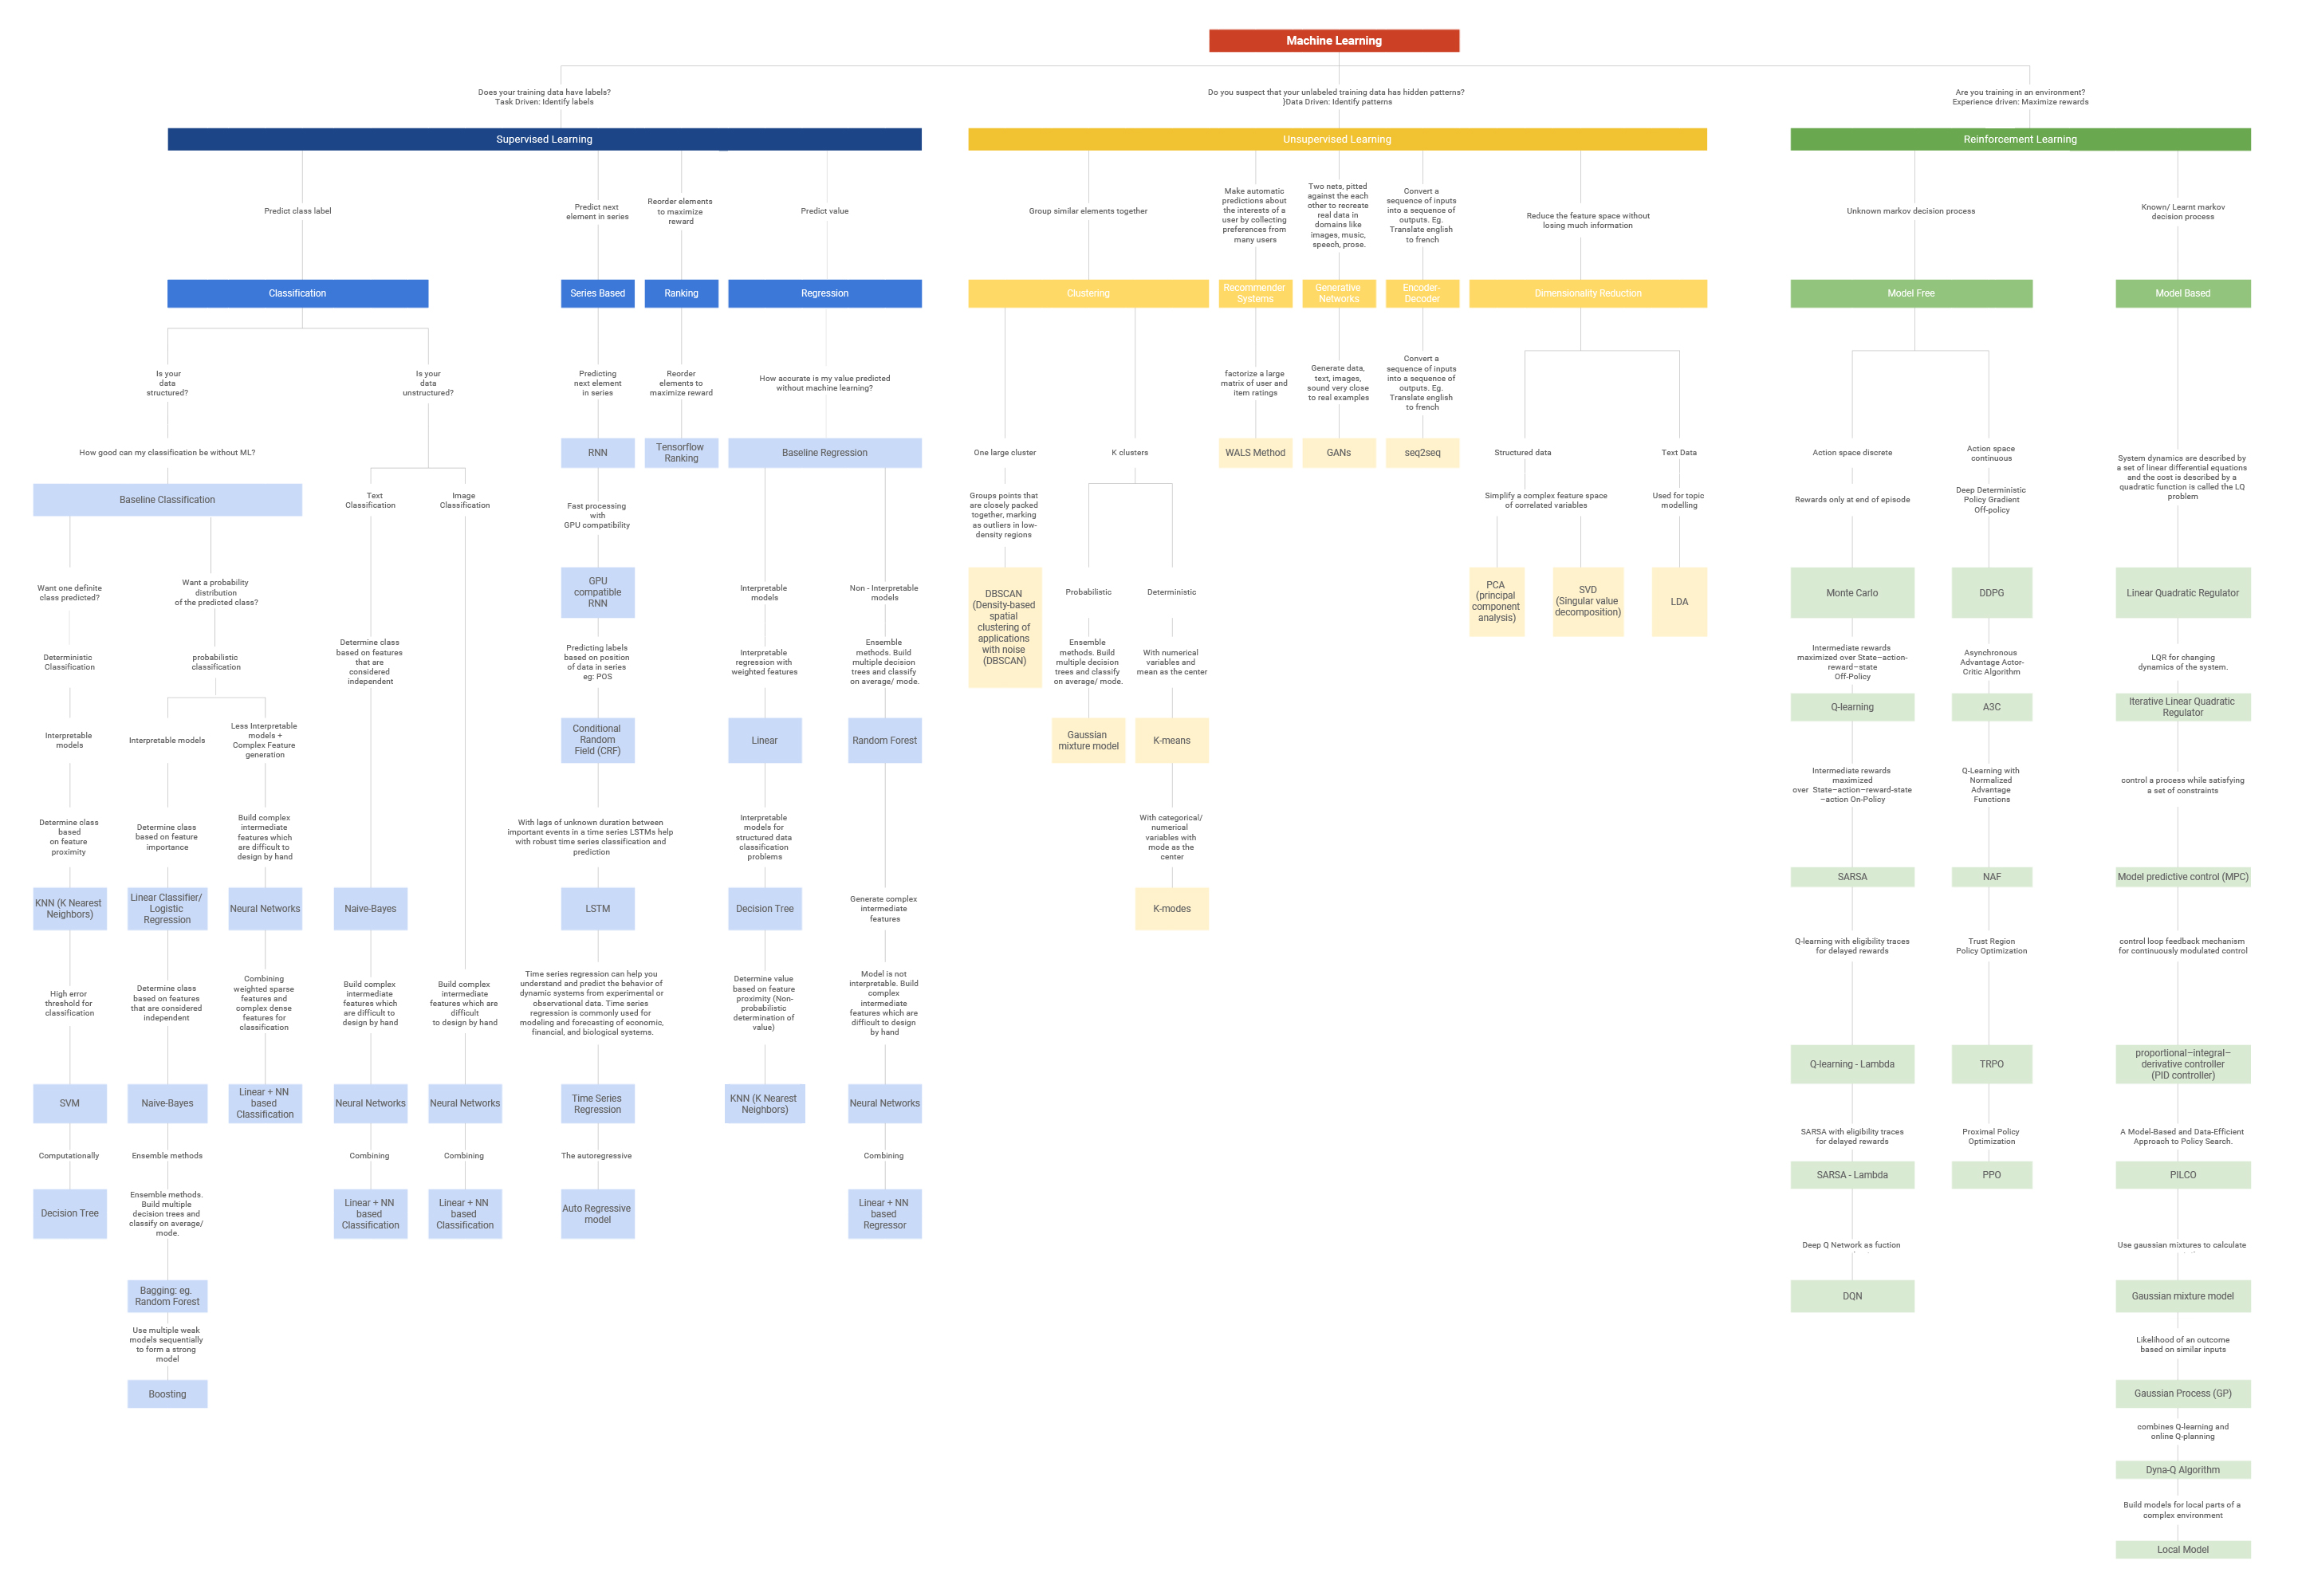 Machine Learning
Does your training data have labels?
Task Driven: Identify labels
Do you suspect that your unlabeled training data has hidden patterns?
}Data Driven: Identify patterns
Are you training in an environment?
Experience driven: Maximize rewards
Supervised Learning
Unsupervised Learning
Reinforcement Learning
Predict class label
Predict next
element in series
Reorder elements
to maximize
reward
Predict value
Group similar elements together
Make automatic
predictions about
the interests of a
user by collecting
preferences from
many users
Two nets, pitted
against the each
other to recreate
real data in
domains like
images, music,
speech, prose.
Convert a
sequence of inputs
into a sequence of
outputs. Eg.
Translate english
to french
Reduce the feature space without
losing much information
Unknown markov decision process
Known/ Learnt markov
decision process
Classification
Series Based
Ranking
Regression
Clustering
Recommender
Systems
Generative
Networks
Encoder-
Decoder
Dimensionality Reduction
Model Free
Model Based
Is your
data
structured?
Is your
data
unstructured?
Predicting
next element
in series
Reorder
elements to
maximize reward
How accurate is my value predicted
without machine learning?
factorize a large
matrix of user and
item ratings
Generate data,
text, images,
sound very close
to real examples
Convert a
sequence of inputs
into a sequence of
outputs. Eg.
Translate english
to french
How good can my classification be without ML?
RNN
Tensorflow
Ranking
Baseline Regression
One large cluster
K clusters
WALS Method
GANs
seq2seq
Structured data
Text Data
Action space discrete
Action space
continuous
System dynamics are described by
a set of linear differential equations
and the cost is described by a
quadratic function is called the LQ
problem
Baseline Classification
Text
Classification
Image
Classification
Fast processing
with
GPU compatibility
Groups points that
are closely packed
together, marking
as outliers in low-
density regions
Simplify a complex feature space
of correlated variables
Used for topic
modelling
Rewards only at end of episode
Deep Deterministic
Policy Gradient
Off-policy
Want one definite
class predicted?
Want a probability
distribution
of the predicted class?
GPU
compatible
RNN
Interpretable
models
Non - Interpretable
models
DBSCAN
(Density-based
spatial
clustering of
applications
with noise
(DBSCAN)
Probabilistic
Deterministic
PCA
(principal
component
analysis)
SVD
(Singular value
decomposition)
LDA
Monte Carlo
DDPG
Linear Quadratic Regulator
Deterministic
Classification
probabilistic
classification
Determine class
based on features
that are
considered
independent
Predicting labels
based on position
of data in series
eg: POS
Interpretable
regression with
weighted features
Ensemble
methods. Build
multiple decision
trees and classify
on average/ mode.
Ensemble
methods. Build
multiple decision
trees and classify
on average/ mode.
With numerical
variables and
mean as the center
Intermediate rewards
maximized over State–action-
reward–state
Off-Policy
Asynchronous
Advantage Actor-
Critic Algorithm
LQR for changing
dynamics of the system.
Q-learning
A3C
Iterative Linear Quadratic
Regulator
Interpretable
models
Interpretable models
Less Interpretable
models +
Complex Feature
generation
Conditional
Random
Field (CRF)
Linear
Random Forest
Gaussian
mixture model
K-means
Intermediate rewards
maximized
over State–action–reward-state
–action On-Policy
Q-Learning with
Normalized
Advantage
Functions
control a process while satisfying
a set of constraints
Determine class
based
on feature
proximity
Determine class
based on feature
importance
Build complex
intermediate
features which
are difficult to
design by hand
With lags of unknown duration between
important events in a time series LSTMs help
with robust time series classification and
prediction
Interpretable
models for
structured data
classification
problems
With categorical/
numerical
variables with
mode as the
center
SARSA
NAF
Model predictive control (MPC)
KNN (K Nearest
Neighbors)
Linear Classifier/
Logistic
Regression
Neural Networks
Naive-Bayes
LSTM
Decision Tree
Generate complex
intermediate
features
K-modes
Q-learning with eligibility traces
for delayed rewards
Trust Region
Policy Optimization
control loop feedback mechanism
for continuously modulated control
High error
threshold for
classification
Determine class
based on features
that are considered
independent
Combining
weighted sparse
features and
complex dense
features for
classification
Build complex
intermediate
features which
are difficult to
design by hand
Build complex
intermediate
features which are
difficult
to design by hand
Time series regression can help you
understand and predict the behavior of
dynamic systems from experimental or
observational data. Time series
regression is commonly used for
modeling and forecasting of economic,
financial, and biological systems.
Determine value
based on feature
proximity (Non-
probabilistic
determination of
value)
Model is not
interpretable. Build
complex
intermediate
features which are
difficult to design
by hand
Q-learning - Lambda
TRPO
proportional–integral–
derivative controller
(PID controller)
SVM
Naive-Bayes
Linear + NN
based
Classification
Neural Networks
Neural Networks
Time Series
Regression
KNN (K Nearest
Neighbors)
Neural Networks
SARSA with eligibility traces
for delayed rewards
Proximal Policy
Optimization
A Model-Based and Data-Efficient
Approach to Policy Search.
Computationally
Ensemble methods
Combining
Combining
The autoregressive
Combining
SARSA - Lambda
PPO
PILCO
Decision Tree
Ensemble methods.
Build multiple
decision trees and
classify on average/
mode.
Linear + NN
based
Classification
Linear + NN
based
Classification
Auto Regressive
model
Linear + NN
based
Regressor
Deep Q Network as fuction
Use gaussian mixtures to calculate
Bagging: eg.
Random Forest
DQN
Gaussian mixture model
Use multiple weak
models sequentially
to form a strong
model
Likelihood of an outcome
based on similar inputs
Boosting
Gaussian Process (GP)
combines Q-learning and
online Q-planning
Dyna-Q Algorithm
Build models for local parts of a
complex environment
Local Model